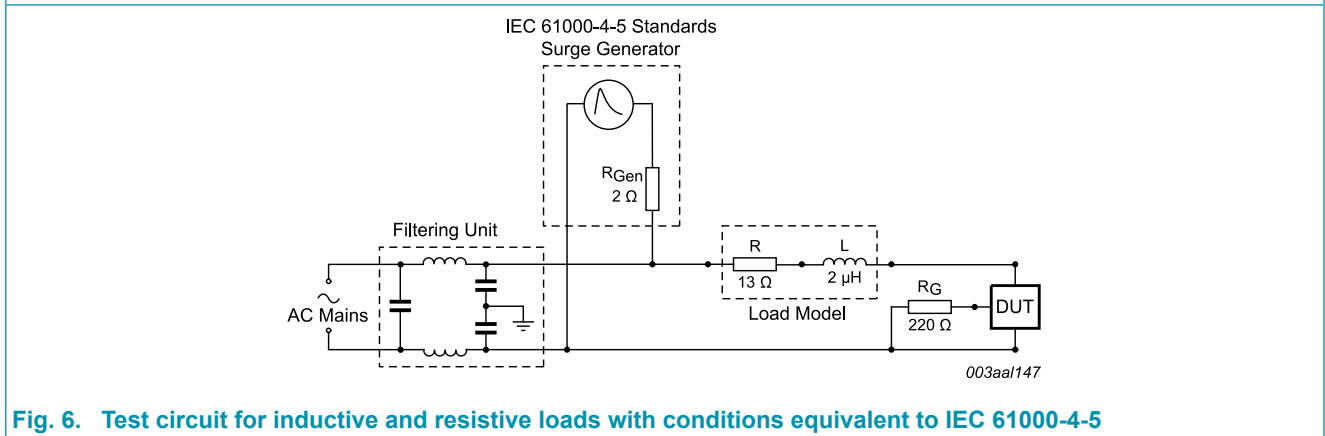 IEC 61000-4-5 Standards
Surge Generator
RGen
2 Ω
Filtering Unit
R
L
13 Ω
2 μH
Load Model
RG
220 Ω
DUT
AC Mains
003aal147
Fig. 6. Test circuit for inductive and resistive loads with conditions equivalent to IEC 61000-4-5